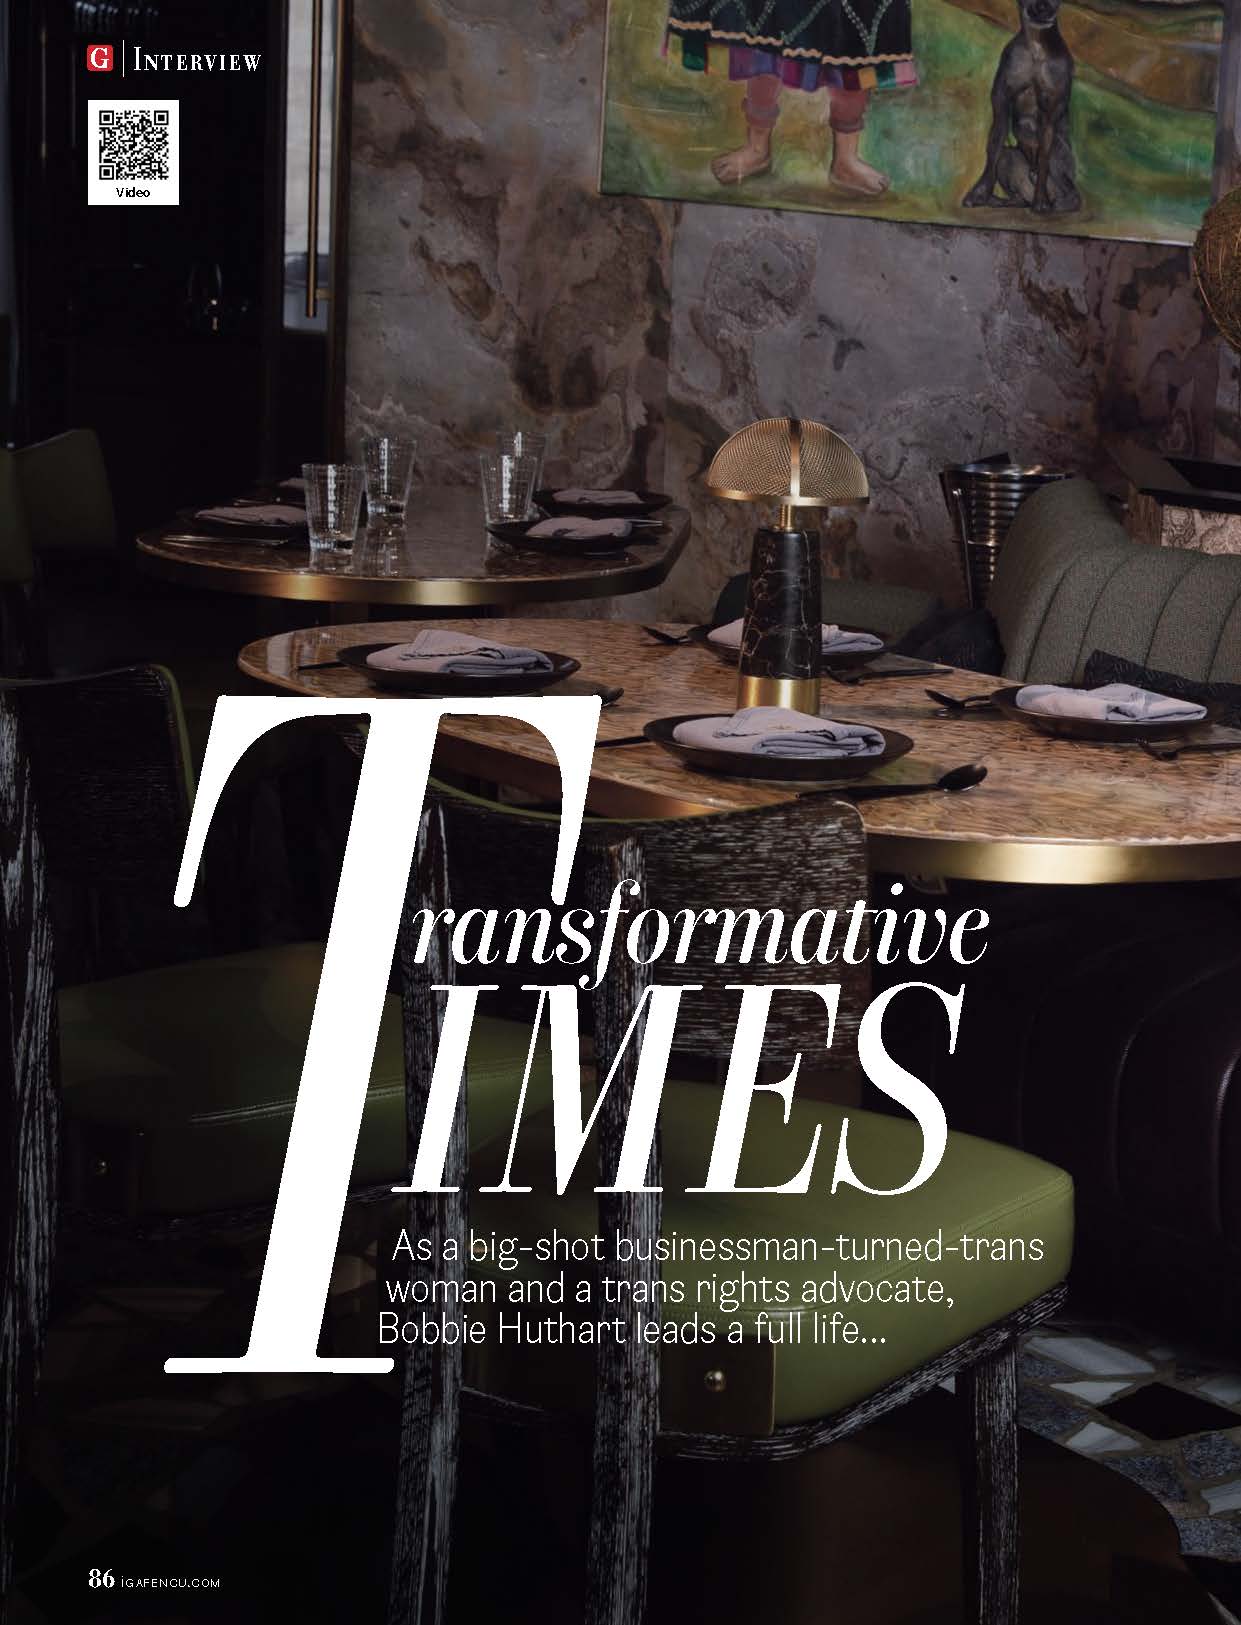 G | INTERVIEW
Video
Transformative
TIMES
As a big-shot businessman-turned-trans
woman and a trans rights advocate,
Bobbie Huthart leads a full life...
86 iGAFENCU.COM